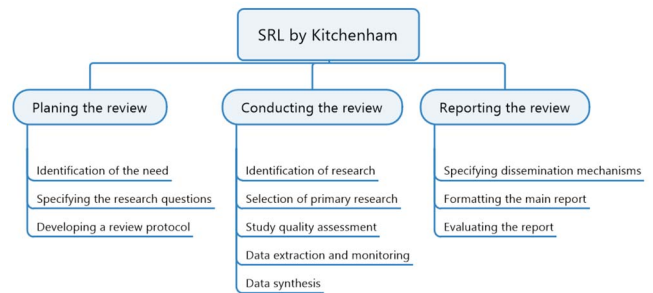 SRL by Kitchenham
Planing the review
Identification of the need
Specifying the research questions
Developing a review protocol
Conducting the review
Identification of research
Selection of primary research
Study quality assessment
Data extraction and monitoring
Data synthesis
Reporting the review
Specifying dissemination mechanisms
Formatting the main report
Evaluating the report